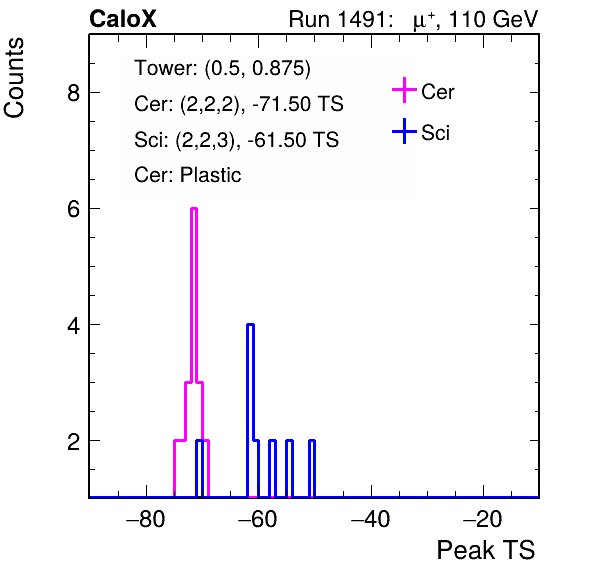 CaloX Run 1491: μ⁺, 110 GeV
Counts
Tower: (0.5, 0.875)
Cer: (2,2,2), -71.50 TS
Sci: (2,2,3), -61.50 TS
Cer: Plastic
Cer
Sci
8
6
4
2
−80 −60 −40 −20
Peak TS